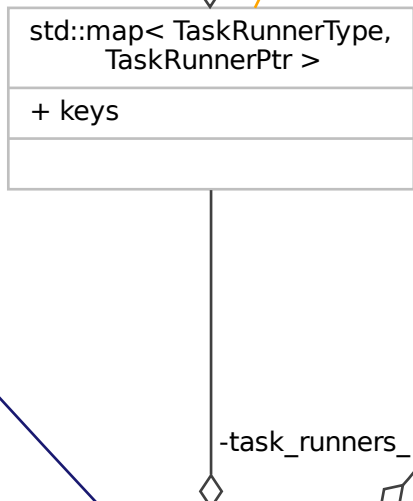 std::map< TaskRunnerType,
TaskRunnerPtr >
+ keys
-task_runners_